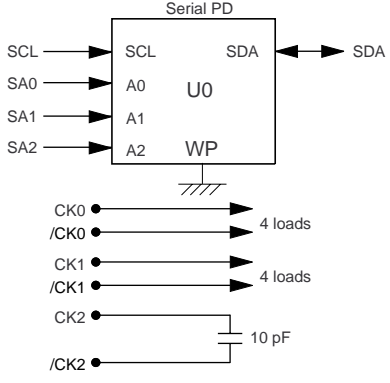 Serial PD
SCL SCL SDA SDA
SA0 A0
U0
SA1 A1
SA2 A2 WP
CK0
4 loads
/CK0
CK1
4 loads
/CK1
CK2
10 pF
/CK2